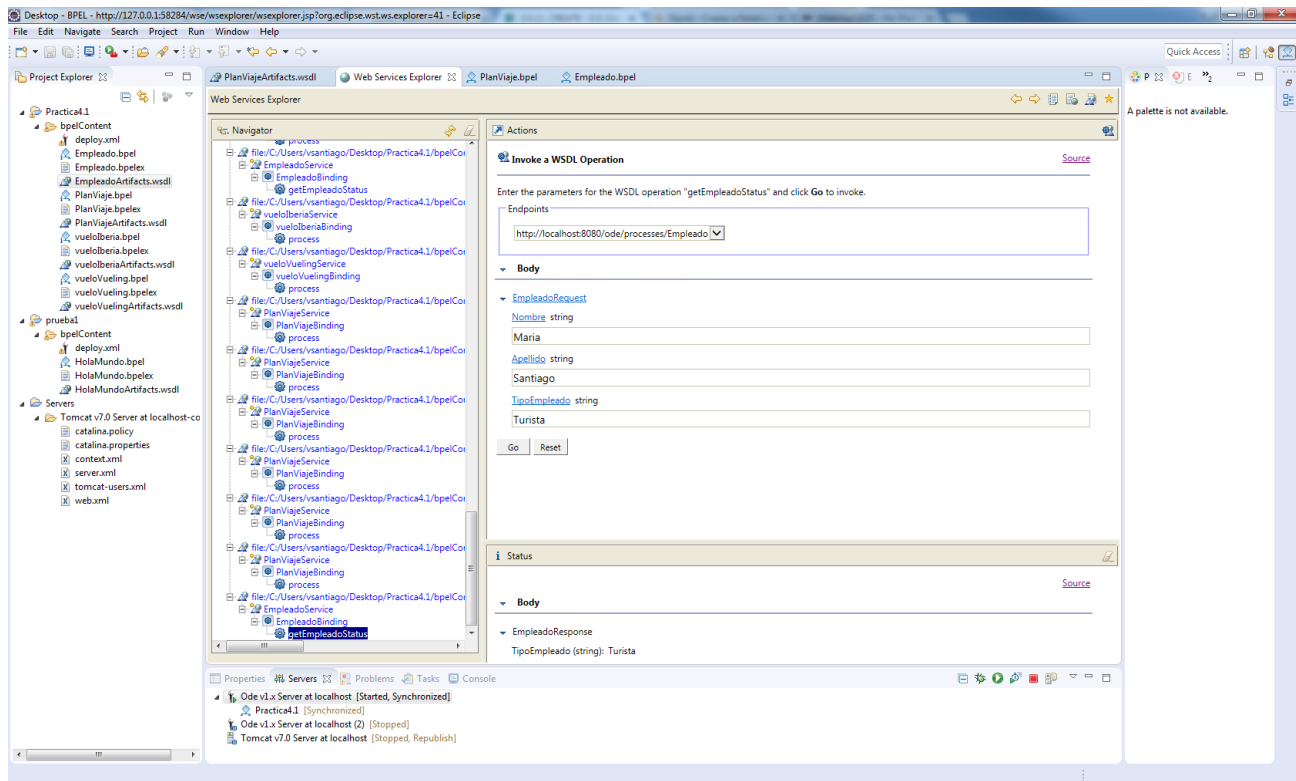 Desktop - BPEL - http://127.0.0.1:58284/wse/wsexplorer/wsexplorer.jsp?org.eclipse.wst.ws.explorer=41 - Eclipse
File Edit Navigate Search Project Run Window Help
Quick Access
Project Explorer
Practica4.1
bpelContent
deploy.xml
Empleado.bpel
Empleado.bpelex
EmpleadoArtifacts.wsdl
PlanViaje.bpel
PlanViaje.bpelex
PlanViajeArtifacts.wsdl
vueloIberia.bpel
vueloIberia.bpelex
vueloIberiaArtifacts.wsdl
vueloVueling.bpel
vueloVueling.bpelex
vueloVuelingArtifacts.wsdl
prueba1
bpelContent
deploy.xml
HolaMundo.bpel
HolaMundo.bpelex
HolaMundoArtifacts.wsdl
Servers
Tomcat v7.0 Server at localhost-co
catalina.policy
catalina.properties
context.xml
server.xml
tomcat-users.xml
web.xml
PlanViajeArtifacts.wsdl Web Services Explorer PlanViaje.bpel Empleado.bpel
Web Services Explorer
Navigator
process
file:/C:/Users/vsantiago/Desktop/Practica4.1/bpelCor
EmpleadoService
EmpleadoBinding
getEmpleadoStatus
file:/C:/Users/vsantiago/Desktop/Practica4.1/bpelCor
vueloIberiaService
vueloIberiaBinding
process
file:/C:/Users/vsantiago/Desktop/Practica4.1/bpelCor
vueloVuelingService
vueloVuelingBinding
process
file:/C:/Users/vsantiago/Desktop/Practica4.1/bpelCor
PlanViajeService
PlanViajeBinding
process
file:/C:/Users/vsantiago/Desktop/Practica4.1/bpelCor
PlanViajeService
PlanViajeBinding
process
file:/C:/Users/vsantiago/Desktop/Practica4.1/bpelCor
PlanViajeService
PlanViajeBinding
process
file:/C:/Users/vsantiago/Desktop/Practica4.1/bpelCor
PlanViajeService
PlanViajeBinding
process
file:/C:/Users/vsantiago/Desktop/Practica4.1/bpelCor
PlanViajeService
PlanViajeBinding
process
file:/C:/Users/vsantiago/Desktop/Practica4.1/bpelCor
PlanViajeService
PlanViajeBinding
process
file:/C:/Users/vsantiago/Desktop/Practica4.1/bpelCor
EmpleadoService
EmpleadoBinding
getEmpleadoStatus
Actions
Invoke a WSDL Operation Source
Enter the parameters for the WSDL operation "getEmpleadoStatus" and click Go to invoke.
Endpoints
http://localhost:8080/ode/processes/Empleado
Body
EmpleadoRequest
Nombre string
Maria
Apellido string
Santiago
TipoEmpleado string
Turista
Go Reset
i Status
Source
Body
EmpleadoResponse
TipoEmpleado (string): Turista
P E »2
A palette is not available.
Properties Servers Problems Tasks Console
Ode v1.x Server at localhost [Started, Synchronized]
Practica4.1 [Synchronized]
Ode v1.x Server at localhost (2) [Stopped]
Tomcat v7.0 Server at localhost [Stopped, Republish]